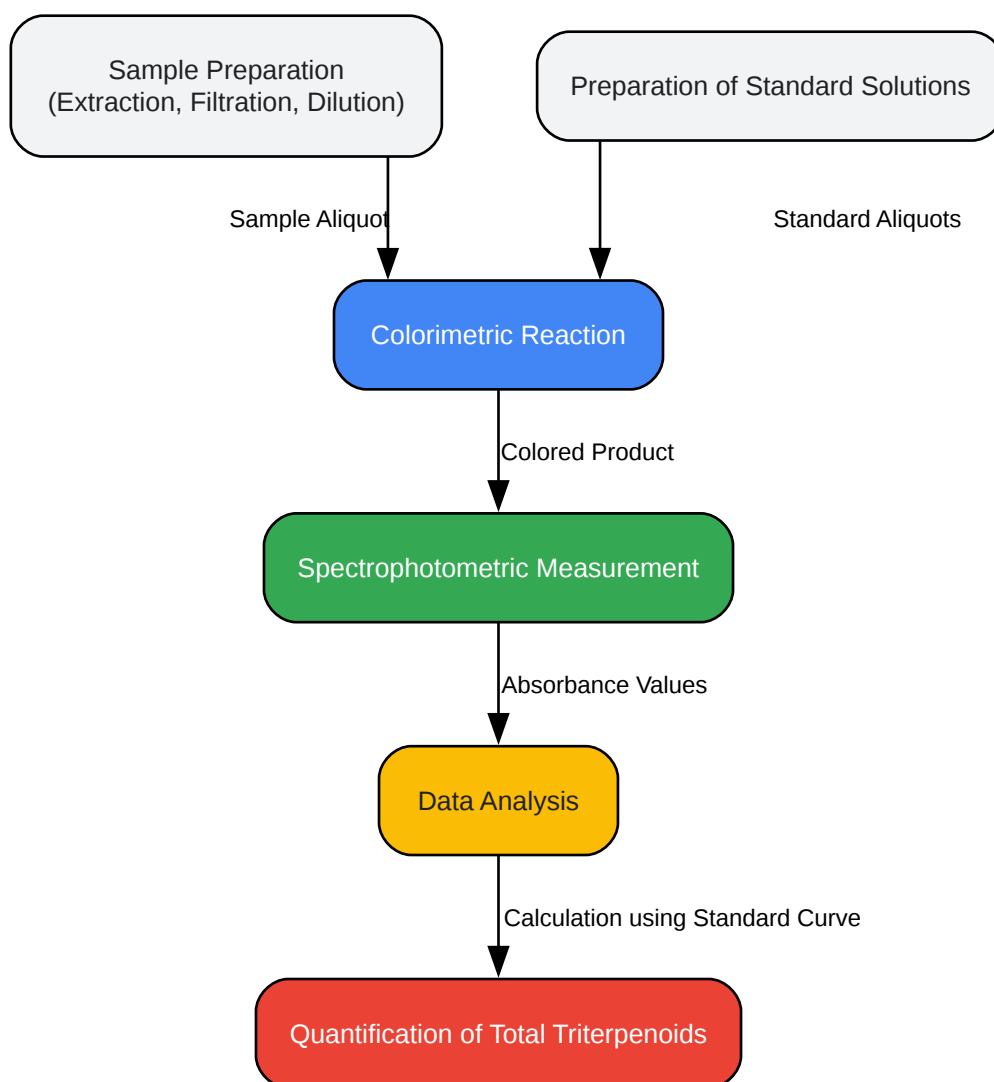 Sample Preparation
(Extraction, Filtration, Dilution)
Preparation of Standard Solutions
Sample Aliquot
Standard Aliquots
Colorimetric Reaction
Colored Product
Spectrophotometric Measurement
Absorbance Values
Data Analysis
Calculation using Standard Curve
Quantification of Total Triterpenoids